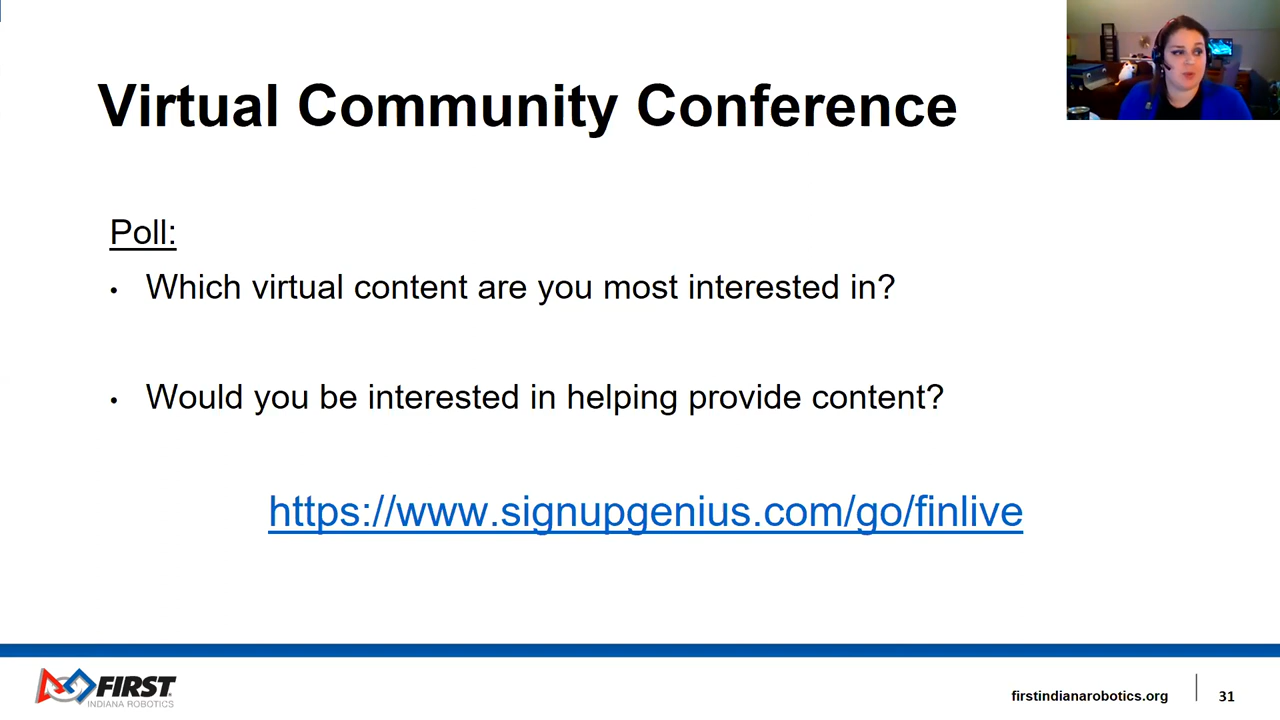 Virtual Community Conference
Poll:
• Which virtual content are you most interested in?
• Would you be interested in helping provide content?
https://www.signupgenius.com/go/finlive
FIRST
INDIANA ROBOTICS
firstindianarobotics.org
31